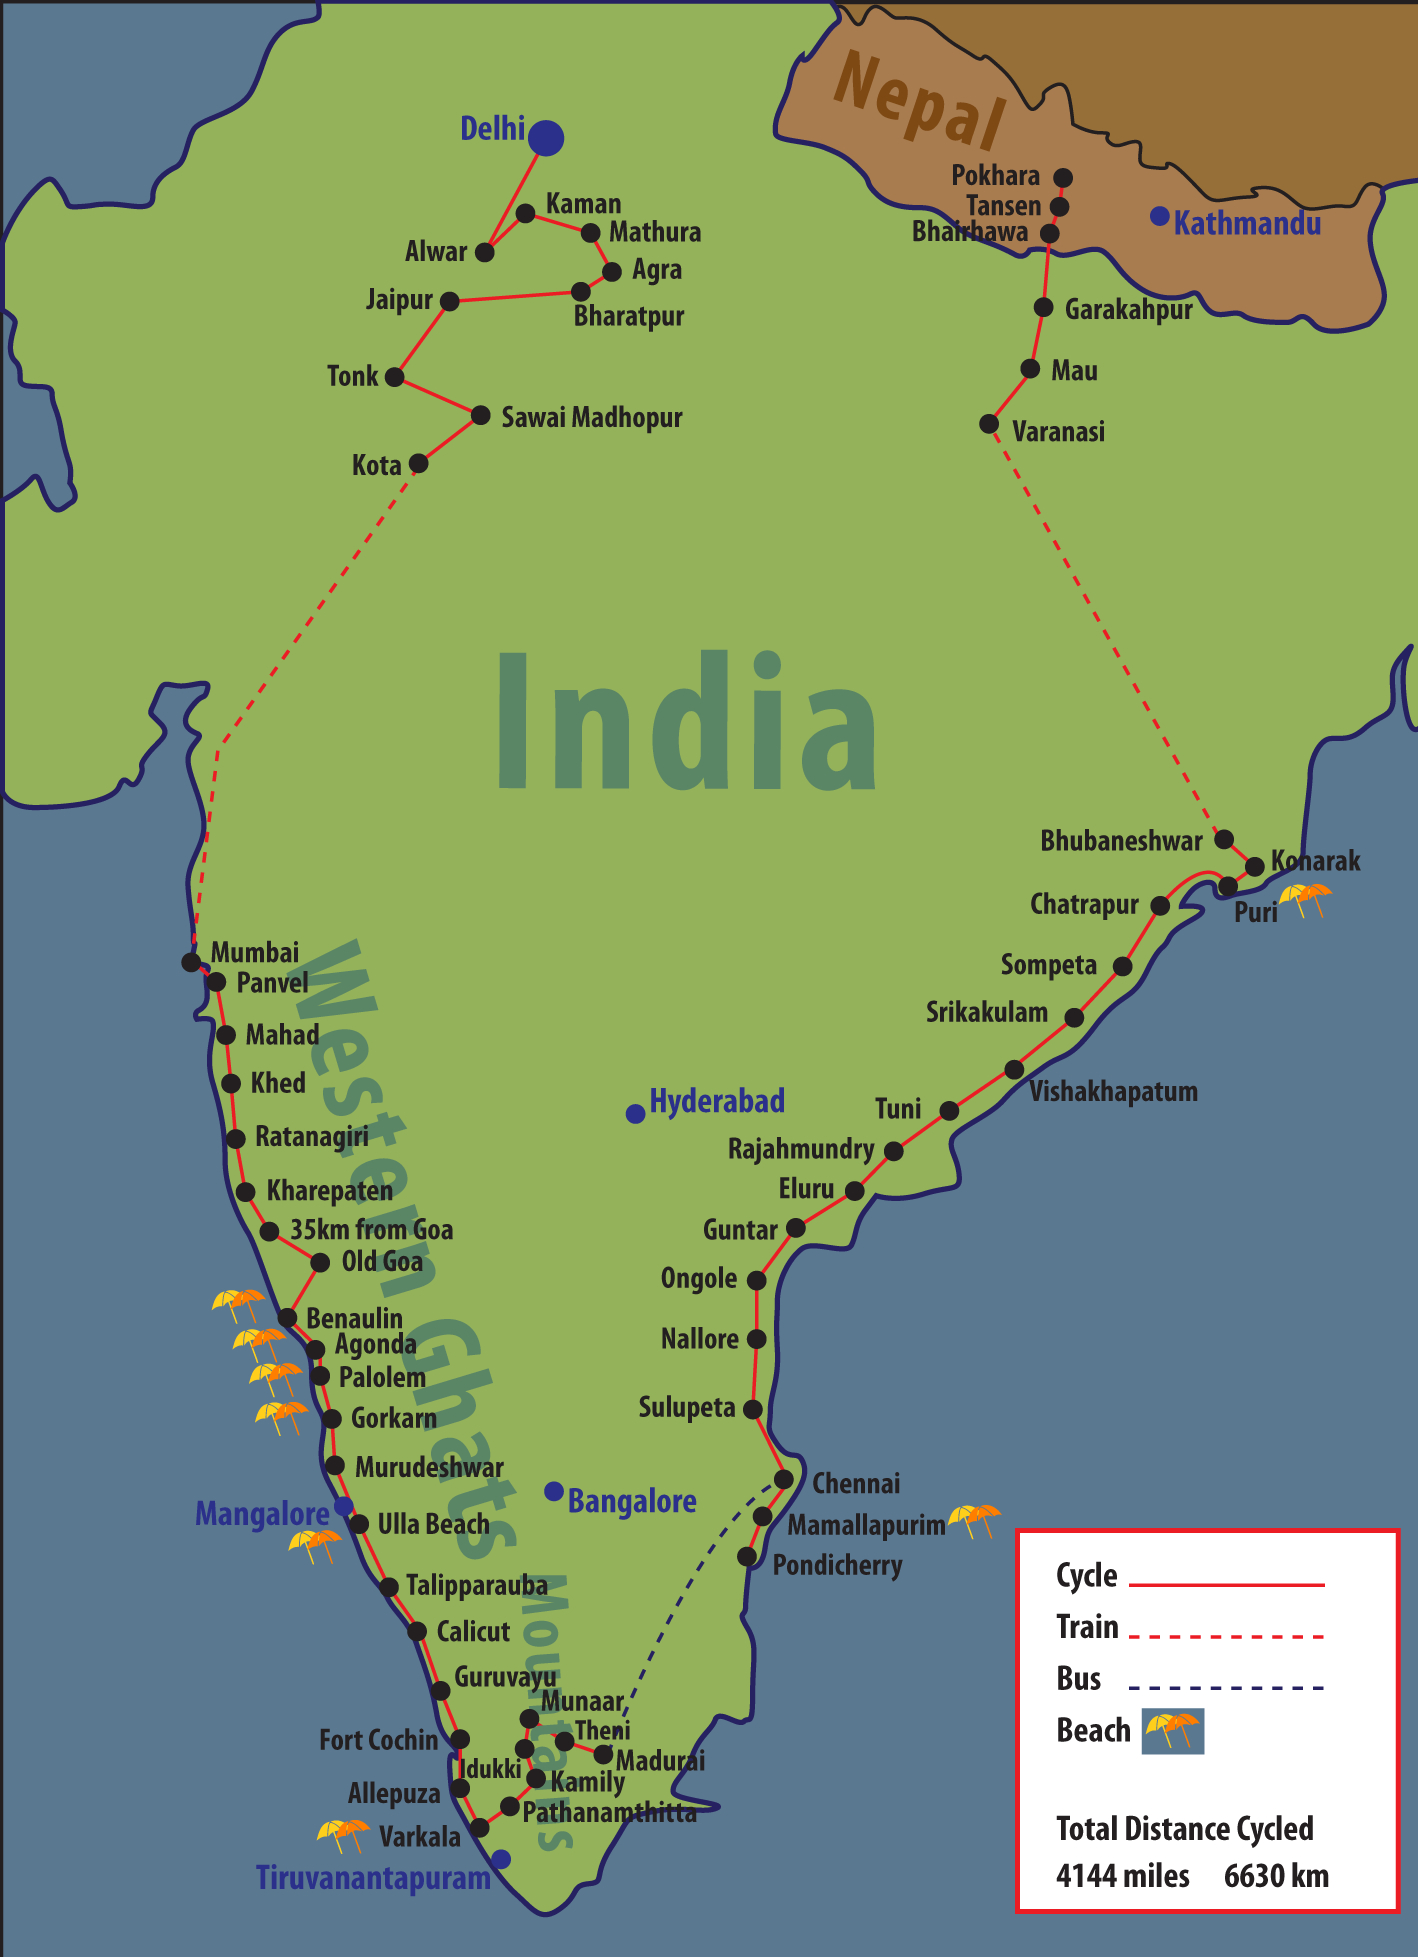 Nepal
Delhi
Pokhara
Kaman
Tansen
Kathmandu
Mathura
Bhairhawa
Alwar
Agra
Jaipur
Garakahpur
Bharatpur
Mau
Tonk
Sawai Madhopur
Varanasi
Kota
India
Bhubaneshwar
Konarak
Chatrapur
Puri
Mumbai
Sompeta
Panvel
Srikakulam
Mahad
Khed
Vishakhapatum
Hyderabad
Tuni
Ratanagiri
Rajahmundry
Western Ghats
Mountains
Kharepaten
Eluru
35km from Goa
Guntar
Old Goa
Ongole
Benaulin
Nallore
Agonda
Palolem
Sulupeta
Gorkarn
Murudeshwar
Chennai
Bangalore
Mangalore
Ulla Beach
Mamallapurim
Pondicherry
Talipparauba
Calicut
Guruvayu
Munaar
Theni
Fort Cochin
Madurai
Idukki
Kamily
Allepuza
Pathanamthitta
Varkala
Tiruvanantapuram
Cycle
Train
Bus
Beach
Total Distance Cycled
4144 miles 6630 km